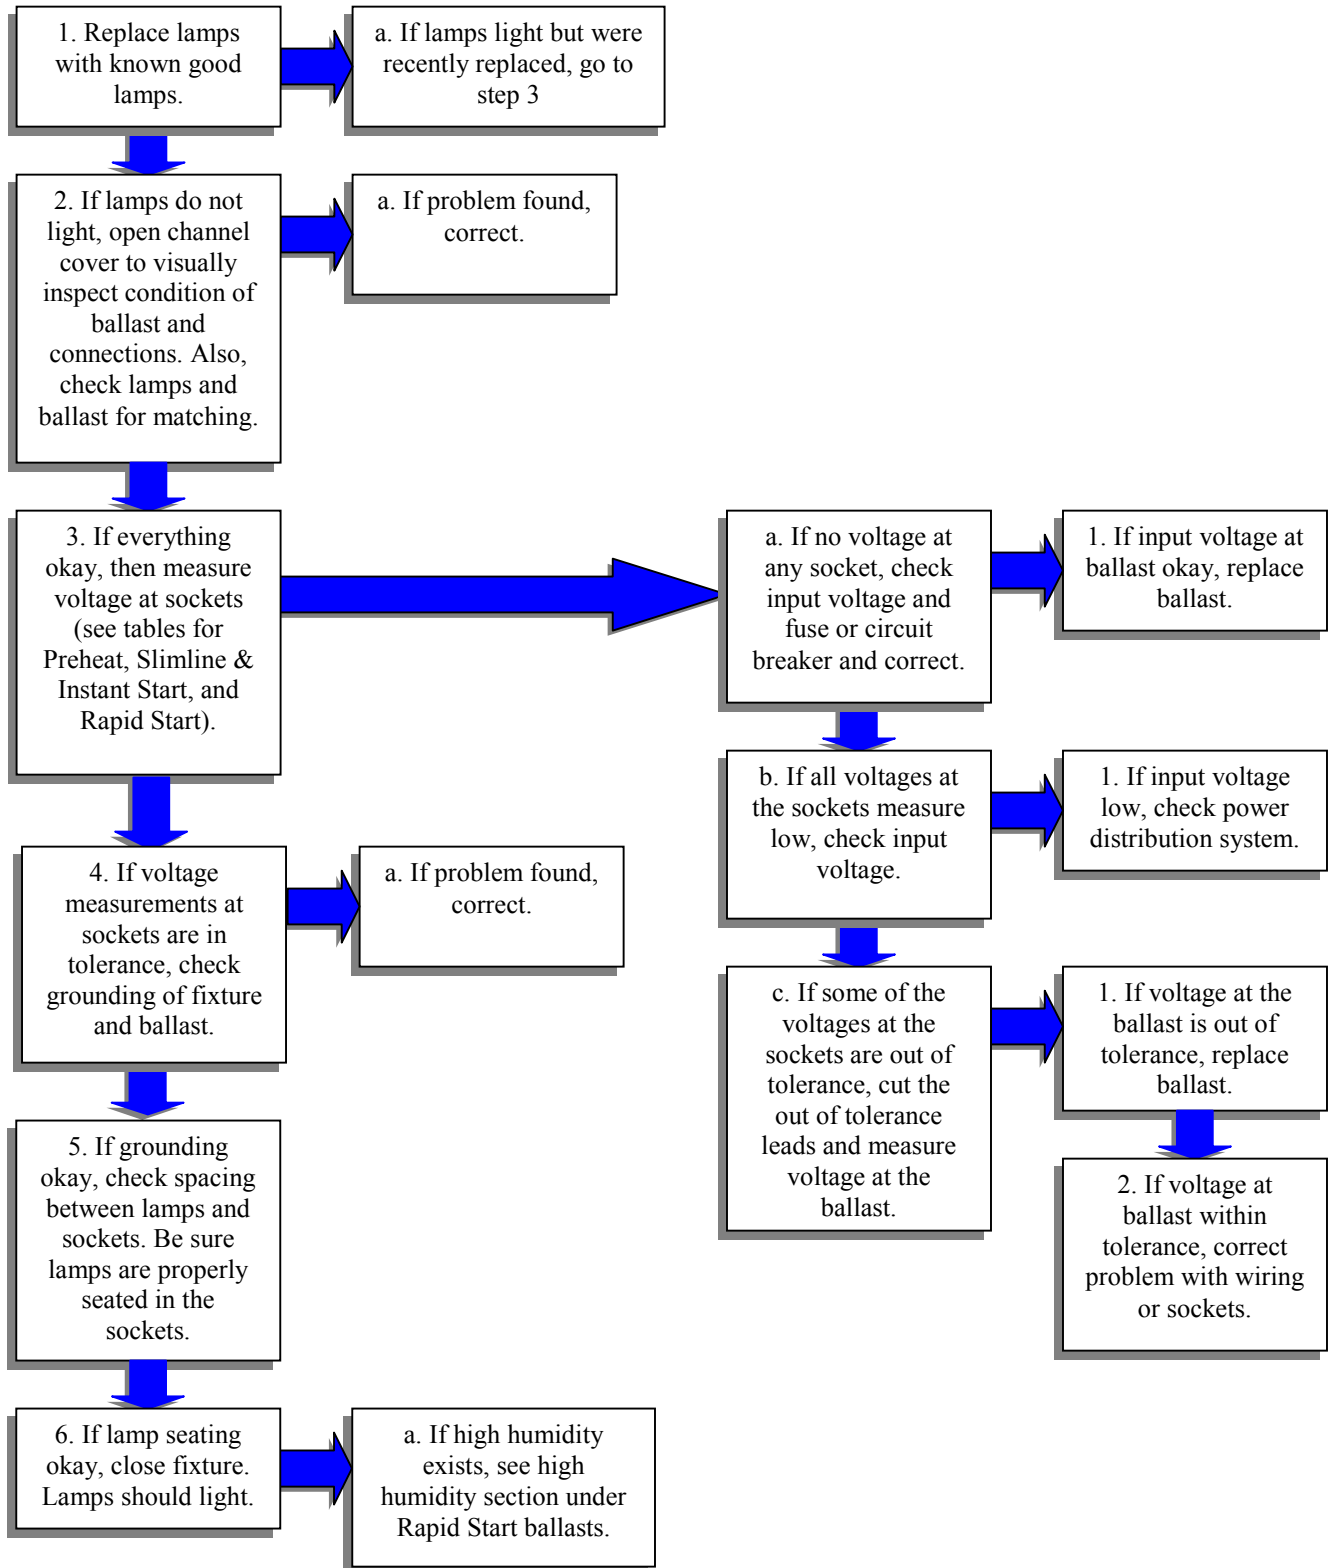 1. Replace lamps
with known good
lamps.
a. If lamps light but were
recently replaced, go to
step 3
2. If lamps do not
light, open channel
cover to visually
inspect condition of
ballast and
connections. Also,
check lamps and
ballast for matching.
a. If problem found,
correct.
3. If everything
okay, then measure
voltage at sockets
(see tables for
Preheat, Slimline &
Instant Start, and
Rapid Start).
a. If no voltage at
any socket, check
input voltage and
fuse or circuit
breaker and correct.
1. If input voltage at
ballast okay, replace
ballast.
b. If all voltages at
the sockets measure
low, check input
voltage.
1. If input voltage
low, check power
distribution system.
c. If some of the
voltages at the
sockets are out of
tolerance, cut the
out of tolerance
leads and measure
voltage at the
ballast.
1. If voltage at the
ballast is out of
tolerance, replace
ballast.
2. If voltage at
ballast within
tolerance, correct
problem with wiring
or sockets.
4. If voltage
measurements at
sockets are in
tolerance, check
grounding of fixture
and ballast.
a. If problem found,
correct.
5. If grounding
okay, check spacing
between lamps and
sockets. Be sure
lamps are properly
seated in the
sockets.
6. If lamp seating
okay, close fixture.
Lamps should light.
a. If high humidity
exists, see high
humidity section under
Rapid Start ballasts.